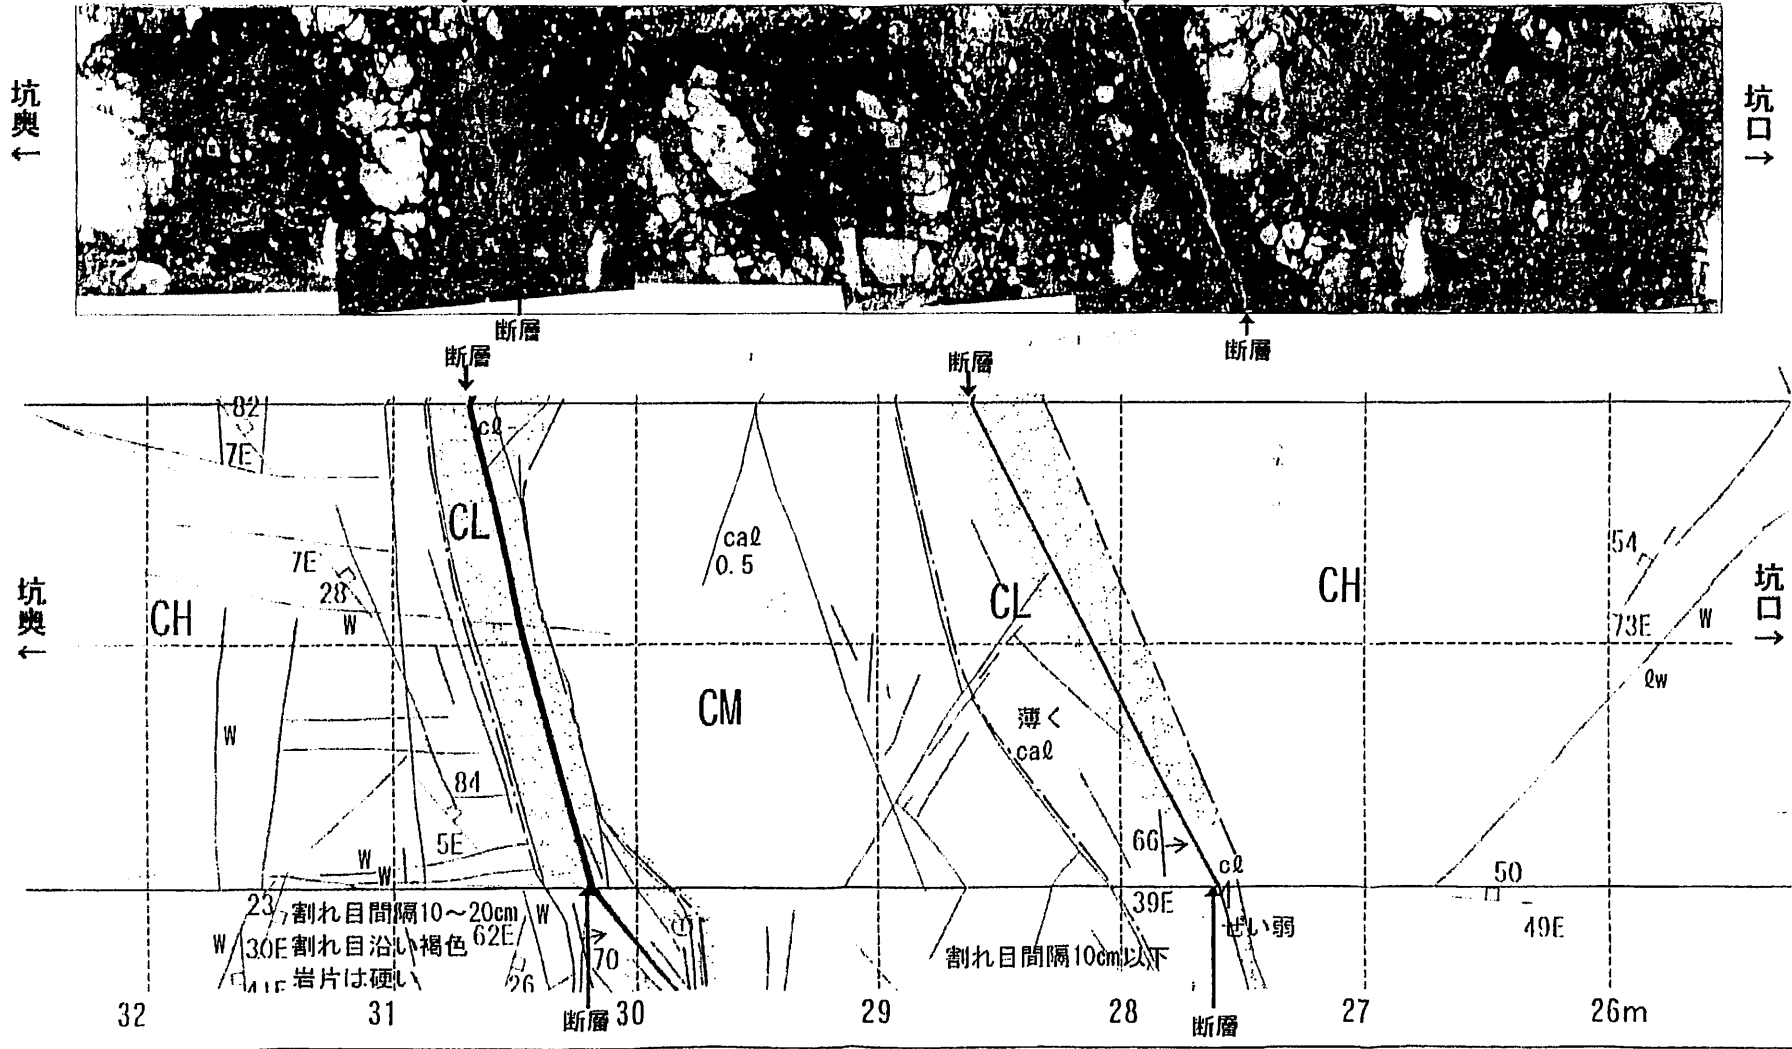 坑奥←
坑口→
断層
断層
断層
断層
82
7E
cℓ
CL
7E
28
W
CH
cal
0.5
CL
CH
54
73E
W
ℓw
坑奥←
坑口→
W
CM
薄く
caℓ
84
5E
W
W
66
cℓ
39E
ぜい弱
50
49E
23
割れ目間隔10～20cm
W
30E
割れ目沿い褐色
62E
W
岩片は硬い
26
70
①
割れ目間隔10cm以下
32
31
断層
30
29
28
断層
27
26m